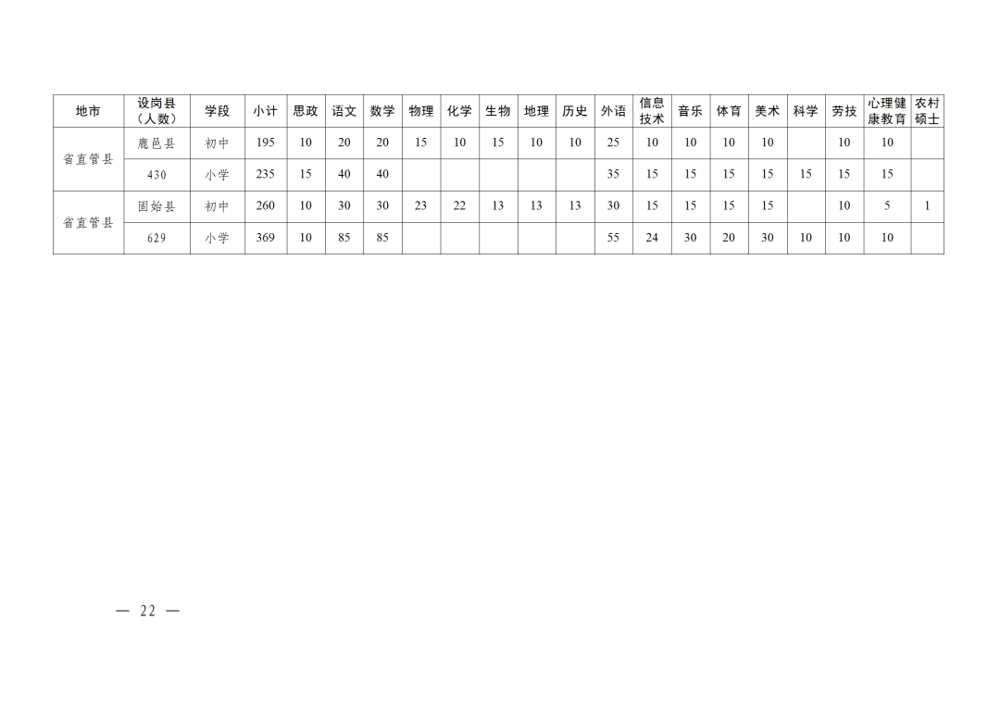 地市 设岗县（人数） 学段 小计 思政 语文 数学 物理 化学 生物 地理 历史 外语 信息技术 音乐 体育 美术 科学 劳技 心理健康教育 农村硕士
省直管县 鹿邑县 初中 195 10 20 20 15 10 15 10 10 25 10 10 10 10 10 10
430 小学 235 15 40 40 35 15 15 15 15 15 15 15
省直管县 固始县 初中 260 10 30 30 23 22 13 13 13 30 15 15 15 15 10 5 1
629 小学 369 10 85 85 55 24 30 20 30 10 10 10
— 22 —